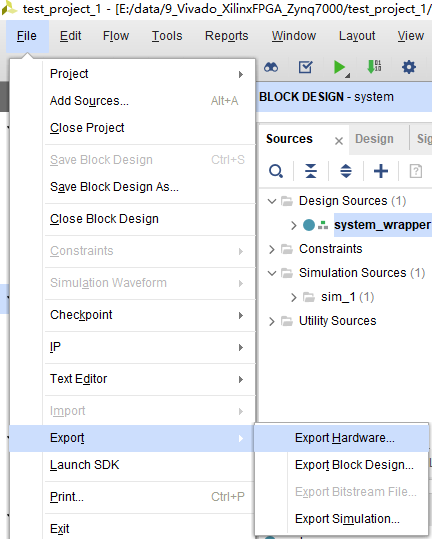 test_project_1 - [E:/data/9_Vivado_XilinxFPGA_Zynq7000/test_project_1/
File Edit Flow Tools Reports Window Layout View
Project
Add Sources... Alt+A
Close Project
Save Block Design Ctrl+S
Save Block Design As...
Close Block Design
Constraints
Simulation Waveform
Checkpoint
IP
Text Editor
Import
Export
Launch SDK
Print... Ctrl+P
Exit
BLOCK DESIGN - system
Sources Design Sig
Design Sources (1)
system_wrapper
Constraints
Simulation Sources (1)
sim_1 (1)
Utility Sources
Export Hardware...
Export Block Design...
Export Bitstream File...
Export Simulation...